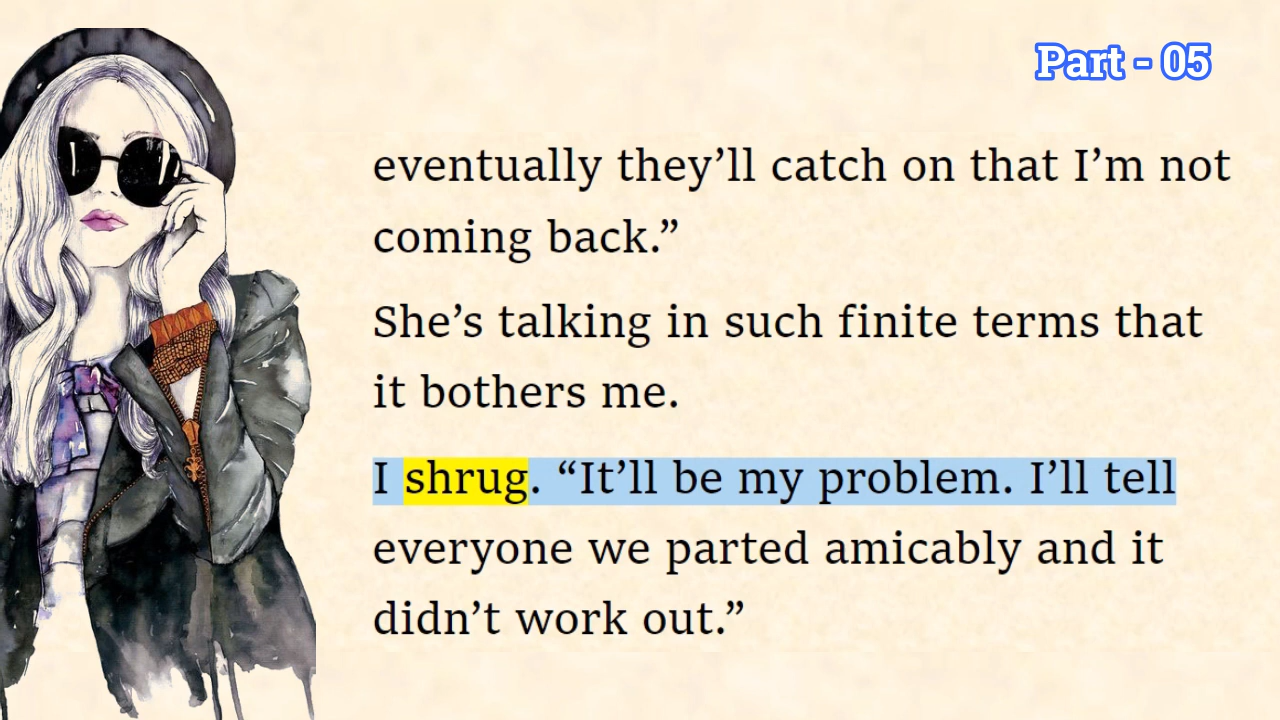 Part - 05
eventually they’ll catch on that I’m not
coming back.”
She’s talking in such finite terms that
it bothers me.
I shrug. “It’ll be my problem. I’ll tell
everyone we parted amicably and it
didn’t work out.”